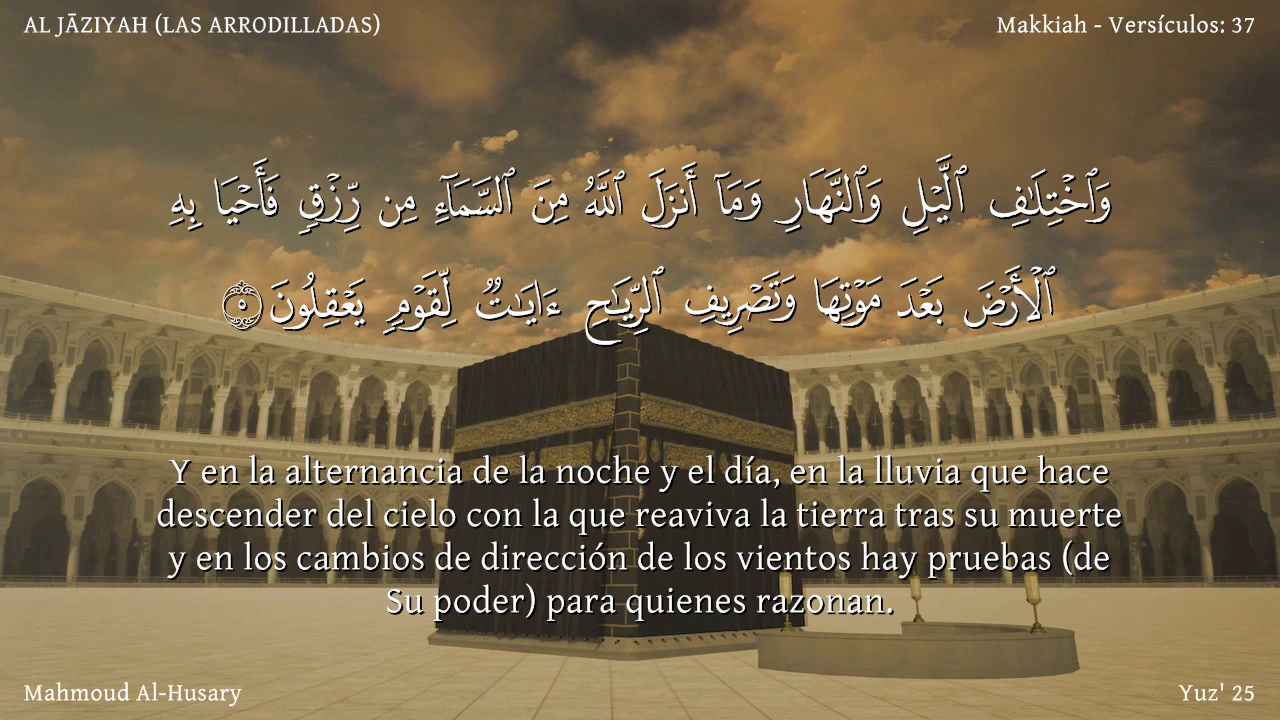 AL JĀZIYAH (LAS ARRODILLADAS)
Makkiah - Versículos: 37
وَٱخْتِلَـٰفِ ٱلَّيْلِ وَٱلنَّهَارِ وَمَآ أَنزَلَ ٱللَّهُ مِنَ ٱلسَّمَآءِ مِن رِّزْقٍ فَأَحْيَا بِهِ
ٱلْأَرْضَ بَعْدَ مَوْتِهَا وَتَصْرِيفِ ٱلرِّيَـٰحِ ءَايَـٰتٌ لِّقَوْمٍ يَعْقِلُونَ ٥
Y en la alternancia de la noche y el día, en la lluvia que hace
descender del cielo con la que reaviva la tierra tras su muerte
y en los cambios de dirección de los vientos hay pruebas (de
Su poder) para quienes razonan.
Mahmoud Al-Husary
Yuz' 25